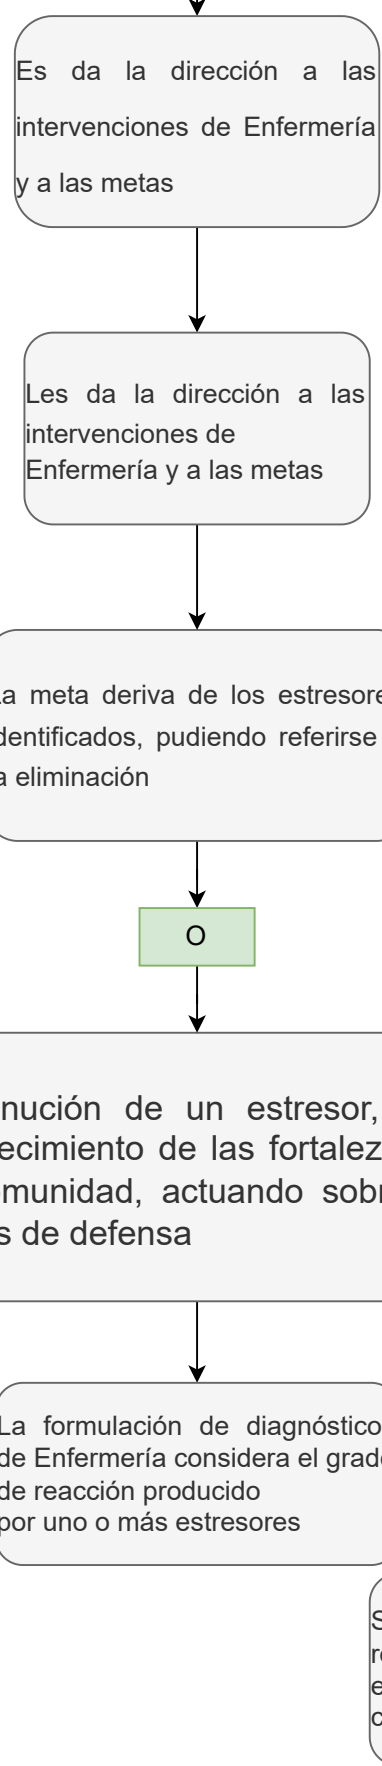 Es da la dirección a las
intervenciones de Enfermería
y a las metas
Les da la dirección a las
intervenciones de
Enfermería y a las metas
a meta deriva de los estresore
dentificados, pudiendo referirse
a eliminación
O
nución de un estresor,
ecimiento de las fortalez
munidad, actuando sobr
s de defensa
La formulación de diagnóstico
de Enfermería considera el grad
de reacción producido
por uno o más estresores
S
r
e
c